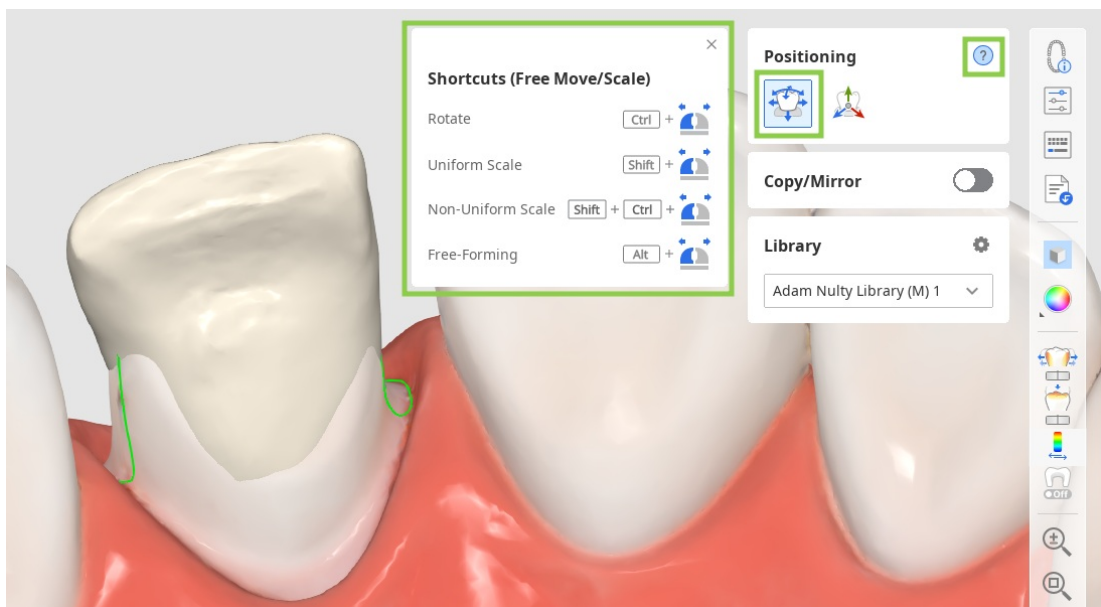 Shortcuts (Free Move/Scale)
Rotate Ctrl +
Uniform Scale Shift +
Non-Uniform Scale Shift + Ctrl +
Free-Forming Alt +
Positioning ?
Copy/Mirror
Library
Adam Nulty Library (M) 1
Off